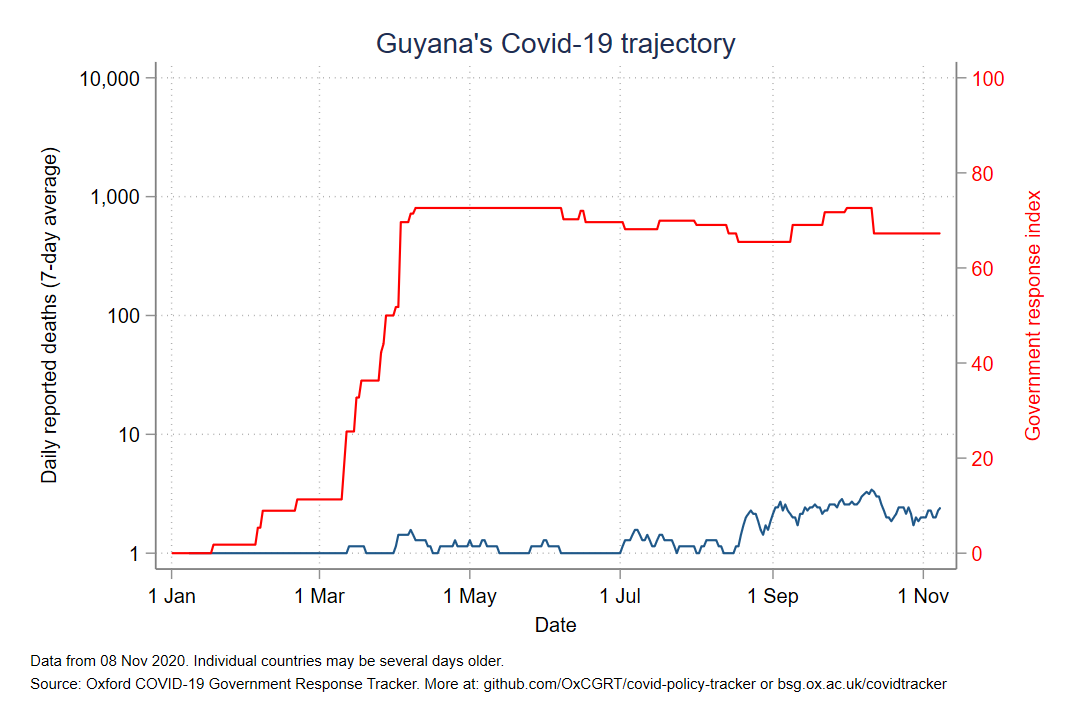 Guyana's Covid-19 trajectory
10,000
1,000
100
10
1
Daily reported deaths (7-day average)
100
80
60
40
20
0
Government response index
1 Jan
1 Mar
1 May
1 Jul
1 Sep
1 Nov
Date
Data from 08 Nov 2020. Individual countries may be several days older.
Source: Oxford COVID-19 Government Response Tracker. More at: github.com/OxCGRT/covid-policy-tracker or bsg.ox.ac.uk/covidtracker